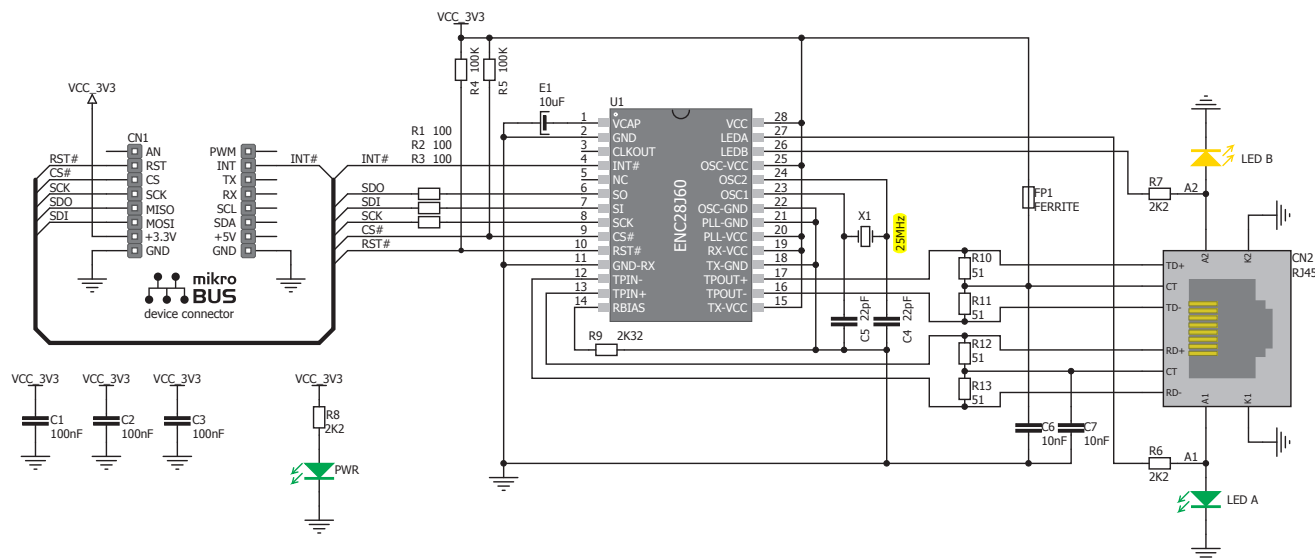 VCC_3V3
VCC_3V3
CN1
AN
RST
CS
SCK
MISO
MOSI
+3.3V
GND
PWM
INT
TX
RX
SCL
SDA
+5V
GND
RST#
CS#
SCK
SDO
SDI
INT#
mikro
BUS
device connector
INT#
SDO
SDI
SCK
CS#
RST#
R1 100
R2 100
R3 100
R4 100K
R5 100K
E1
10uF
U1
ENC28J60
1 VCAP
2 GND
3 CLKOUT
4 INT#
5 NC
6 SO
7 SI
8 SCK
9 CS#
10 RST#
11 GND-RX
12 TPIN-
13 TPIN+
14 RBIAS
VCC 28
LEDA 27
LEDB 26
OSC-VCC 25
OSC2 24
OSC1 23
OSC-GND 22
PLL-GND 21
PLL-VCC 20
RX-VCC 19
TX-GND 18
TPOUT+ 17
TPOUT- 16
TX-VCC 15
R9 2K32
X1
25MHz
C5 22pF
C4 22pF
FP1
FERRITE
R10
51
R11
51
R12
51
R13
51
C6
10nF
C7
10nF
LED B
R7
2K2
A2
R6
2K2
A1
LED A
CN2
RJ45
A2
K2
TD+
CT
TD-
RD+
CT
RD-
A1
K1
VCC_3V3
C1
100nF
VCC_3V3
C2
100nF
VCC_3V3
C3
100nF
VCC_3V3
R8
2K2
PWR